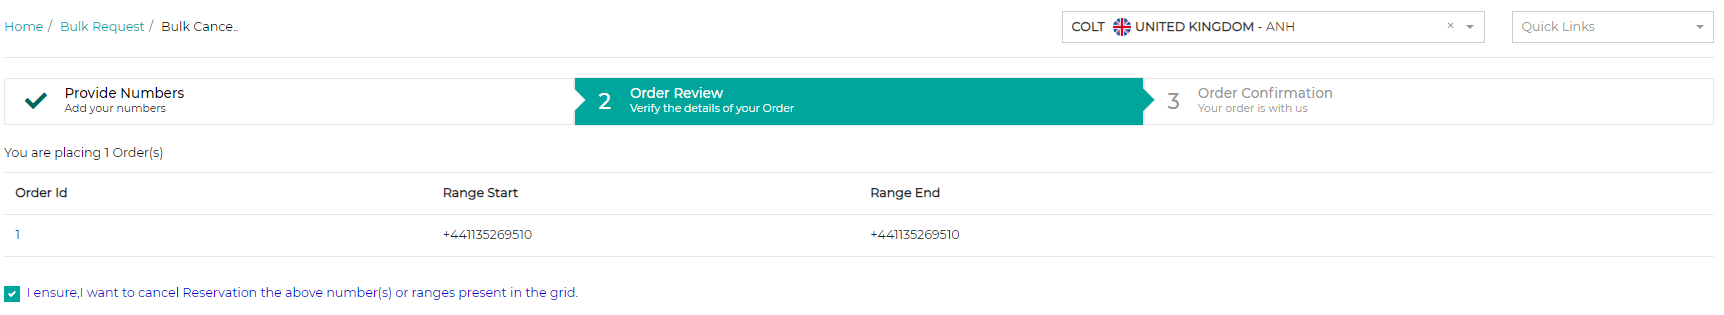 Home / Bulk Request / Bulk Cance..
COLT UNITED KINGDOM - ANH × 
Quick Links
Provide Numbers
Add your numbers
2 Order Review
Verify the details of your Order
3 Order Confirmation
Your order is with us
You are placing 1 Order(s)
Order Id Range Start Range End
1 +441135269510 +441135269510
I ensure,I want to cancel Reservation the above number(s) or ranges present in the grid.